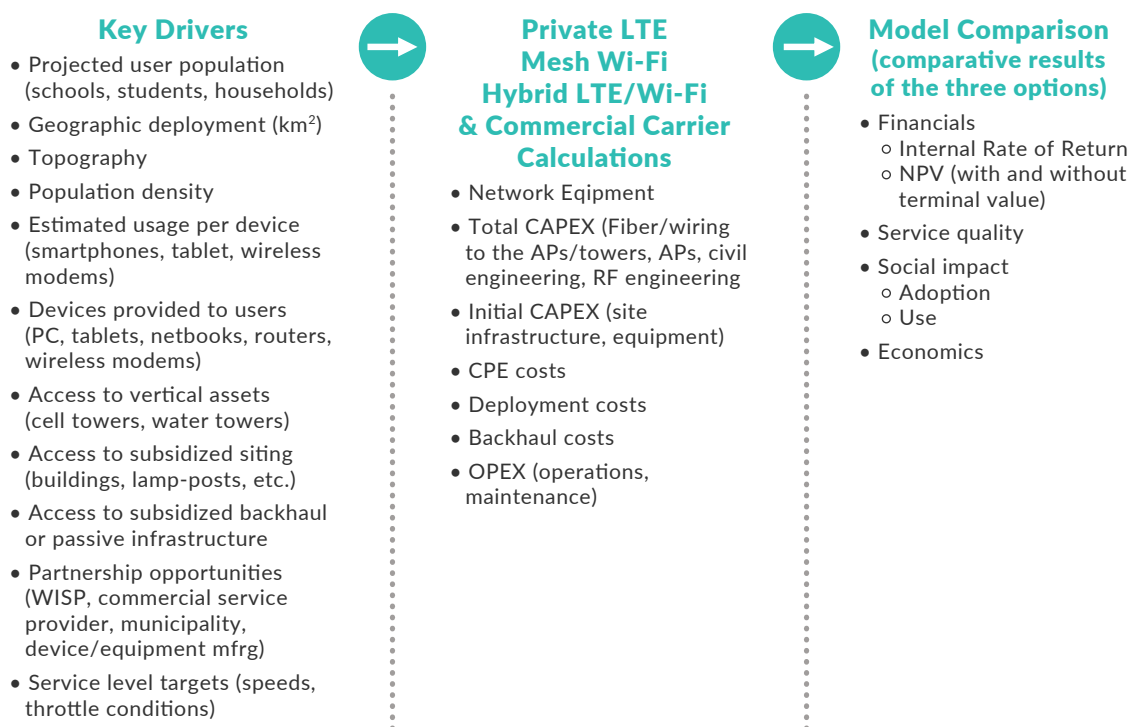 Key Drivers
• Projected user population
(schools, students, households)
• Geographic deployment (km²)
• Topography
• Population density
• Estimated usage per device
(smartphones, tablet, wireless
modems)
• Devices provided to users
(PC, tablets, netbooks, routers,
wireless modems)
• Access to vertical assets
(cell towers, water towers)
• Access to subsidized siting
(buildings, lamp-posts, etc.)
• Access to subsidized backhaul
or passive infrastructure
• Partnership opportunities
(WISP, commercial service
provider, municipality,
device/equipment mfrg)
• Service level targets (speeds,
throttle conditions)
Private LTE
Mesh Wi-Fi
Hybrid LTE/Wi-Fi
& Commercial Carrier
Calculations
• Network Eqipment
• Total CAPEX (Fiber/wiring
to the APs/towers, APs, civil
engineering, RF engineering
• Initial CAPEX (site
infrastructure, equipment)
• CPE costs
• Deployment costs
• Backhaul costs
• OPEX (operations,
maintenance)
Model Comparison
(comparative results
of the three options)
• Financials
○ Internal Rate of Return
○ NPV (with and without
terminal value)
• Service quality
• Social impact
○ Adoption
○ Use
• Economics